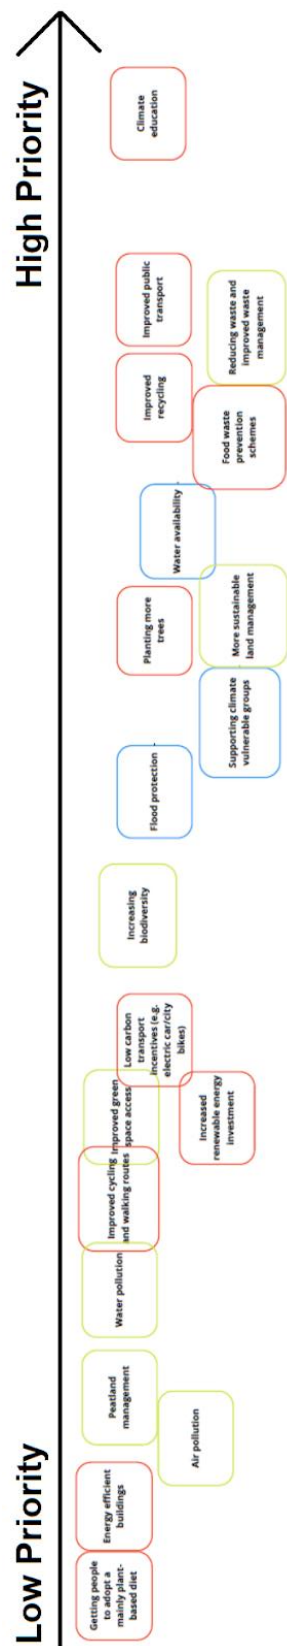 High Priority
Climate
education
Improved public
transport
Reducing waste and
improved waste
management
Improved
recycling
Food waste
prevention
schemes
Water availability
Planting more
trees
More sustainable
land management
Supporting climate
vulnerable groups
Flood protection
Increasing
biodiversity
Low carbon
transport
incentives (e.g.
electric car/city
bikes)
Improved green
space access
Increased
renewable energy
investment
Improved cycling
and walking routes
Water pollution
Peatland
management
Air pollution
Energy efficient
buildings
Getting people
to adopt a
mainly plant-
based diet
Low Priority